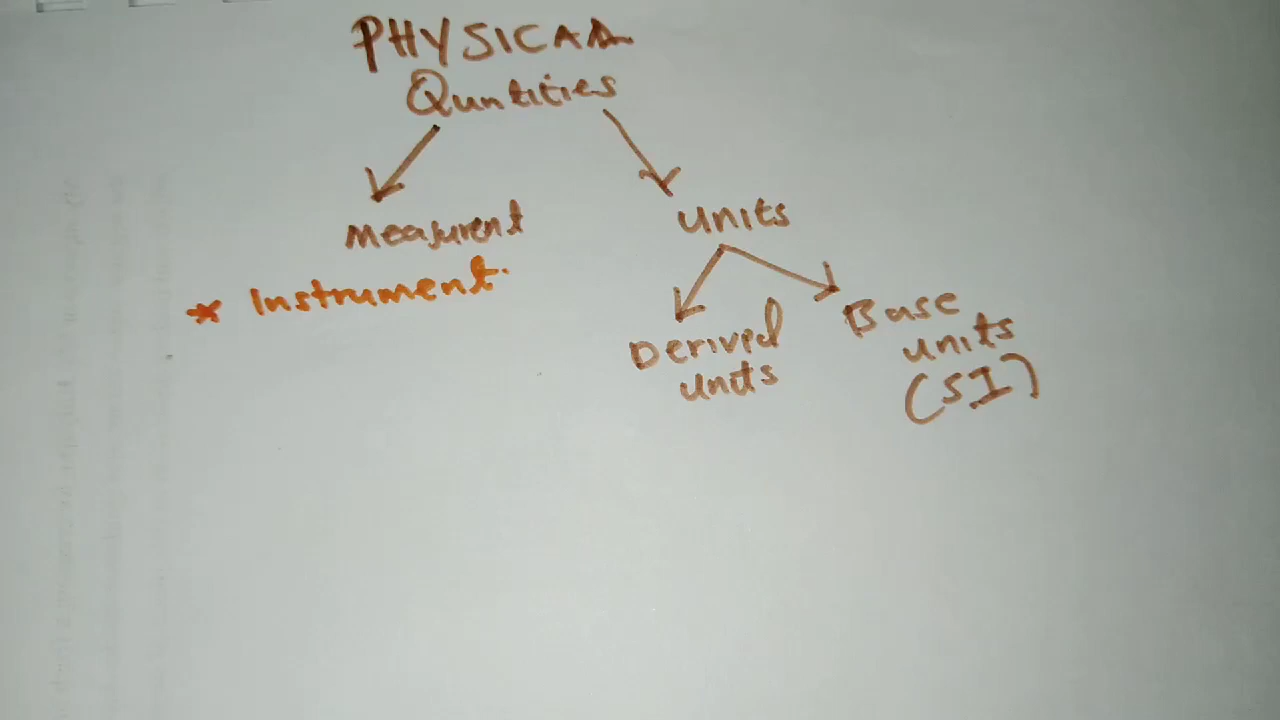 PHYSICAL
Quntities
Measurent
units
* Instrument.
Derived
units
Base
units
(SI)